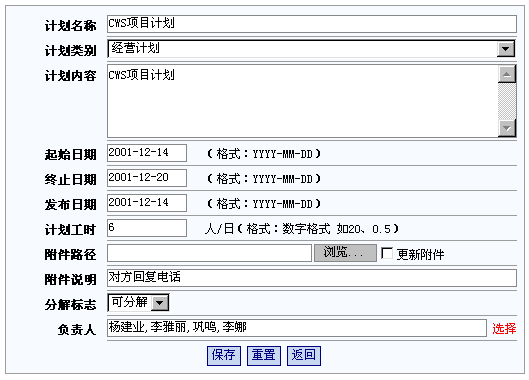 计划名称 CWS项目计划
计划类别 经营计划
计划内容 CWS项目计划
起始日期 2001-12-14 (格式:YYYY-MM-DD)
终止日期 2001-12-20 (格式:YYYY-MM-DD)
发布日期 2001-12-14 (格式:YYYY-MM-DD)
计划工时 6 人/日(格式:数字格式 如20、0.5)
附件路径 浏览... 更新附件
附件说明 对方回复电话
分解标志 可分解
负责人 杨建业,李雅丽,巩鸣,李娜 选择
保存 重置 返回